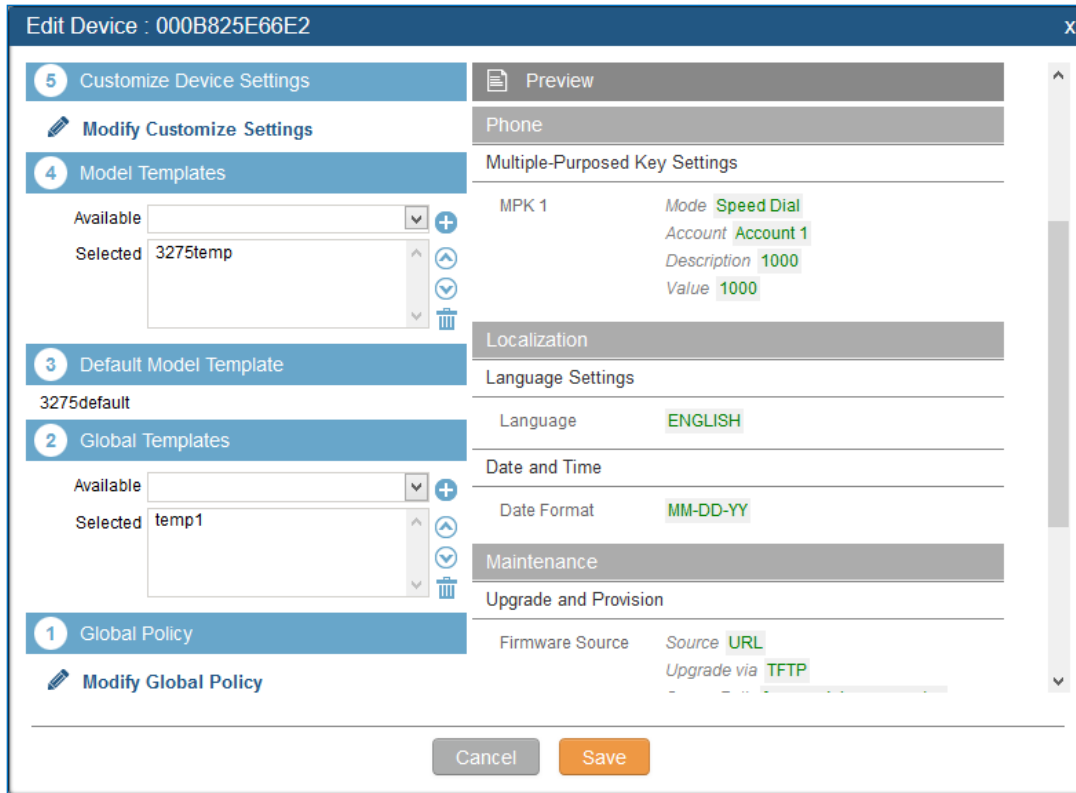 Edit Device : 000B825E66E2
X
5 Customize Device Settings
Modify Customize Settings
4 Model Templates
Available
Selected 3275temp
3 Default Model Template
3275default
2 Global Templates
Available
Selected temp1
1 Global Policy
Modify Global Policy
Preview
Phone
Multiple-Purposed Key Settings
MPK 1 Mode Speed Dial
Account Account 1
Description 1000
Value 1000
Localization
Language Settings
Language ENGLISH
Date and Time
Date Format MM-DD-YY
Maintenance
Upgrade and Provision
Firmware Source Source URL
Upgrade via TFTP
Cancel Save